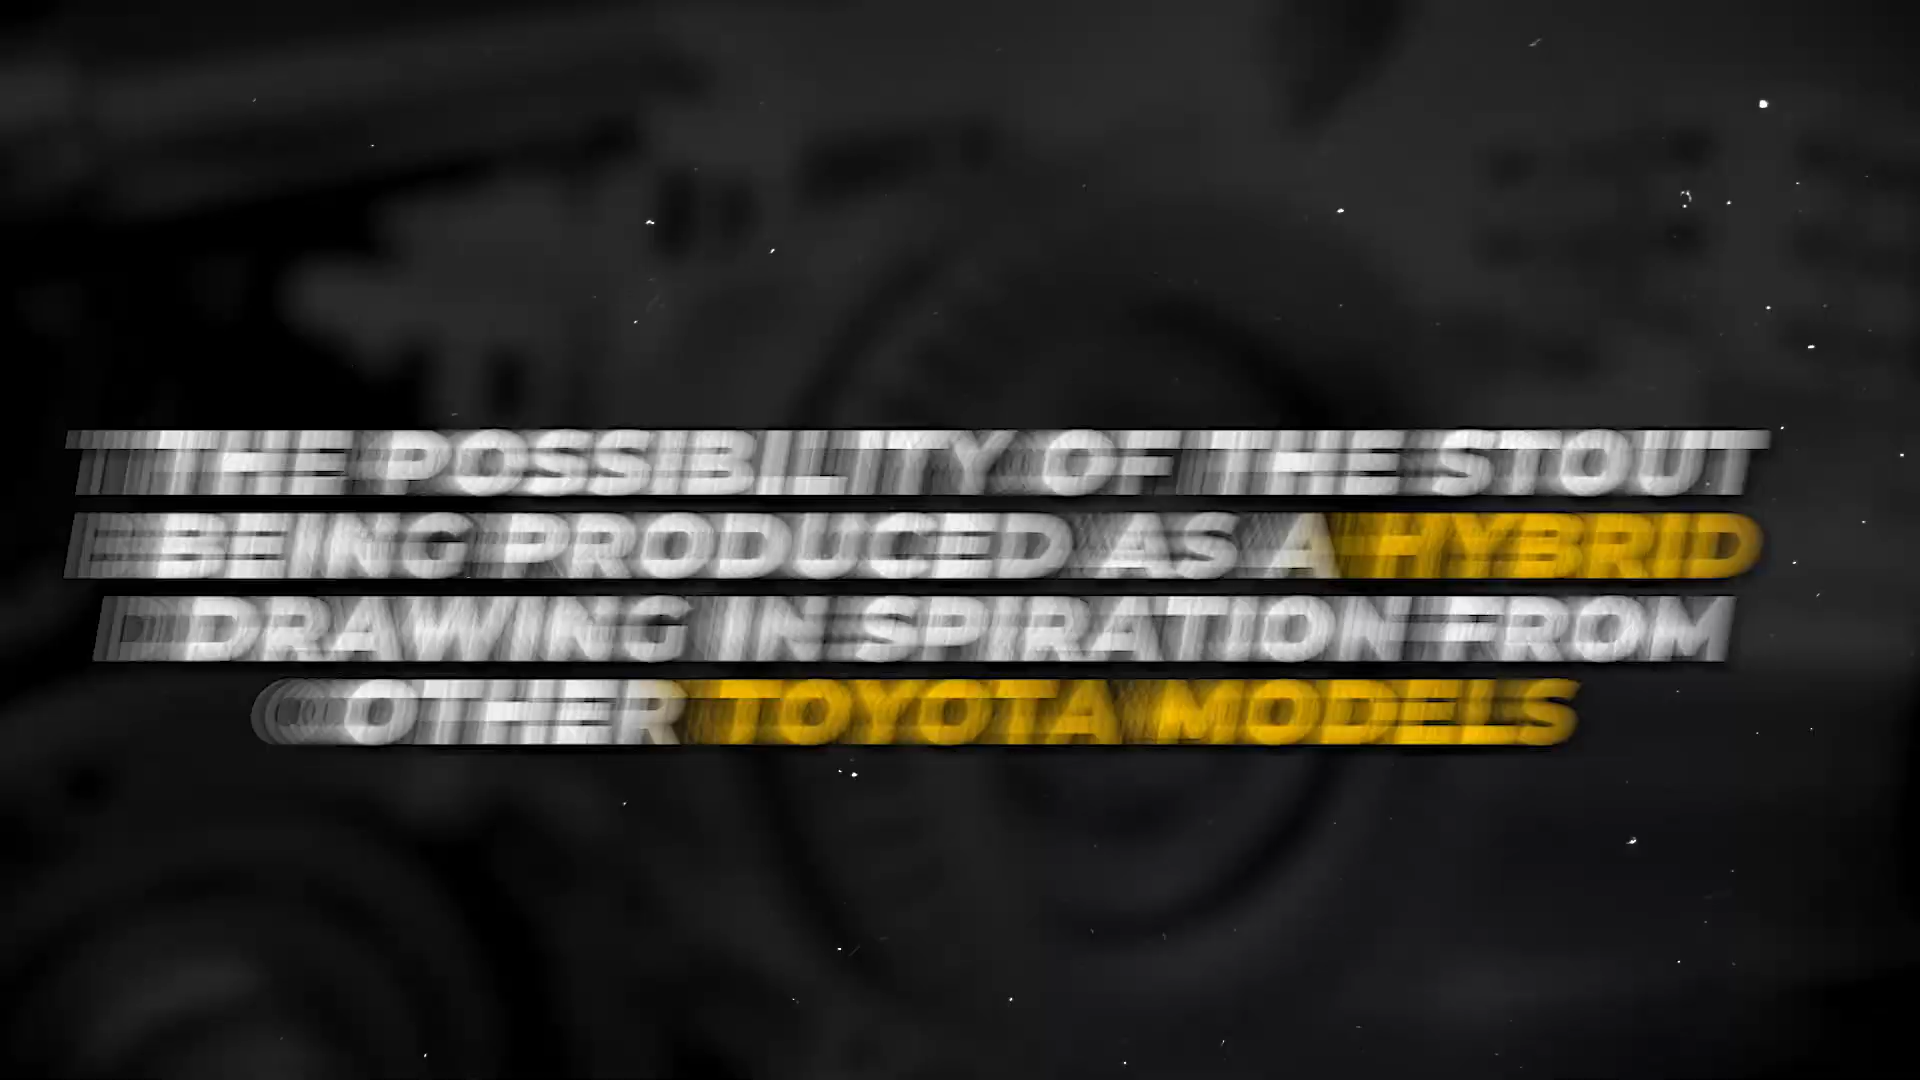 THE POSSIBILITY OF THE STOUT
BEING PRODUCED AS A HYBRID
DRAWING INSPIRATION FROM
OTHER TOYOTA MODELS